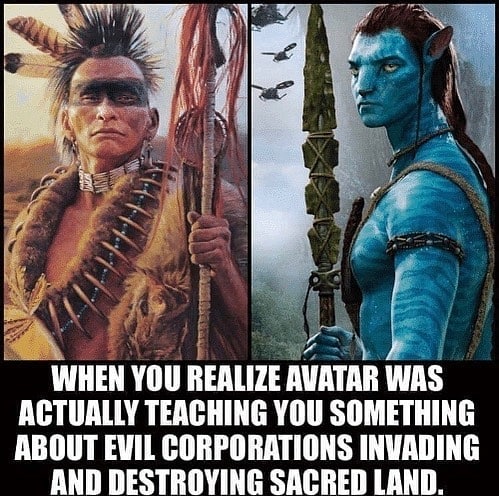 WHEN YOU REALIZE AVATAR WAS
ACTUALLY TEACHING YOU SOMETHING
ABOUT EVIL CORPORATIONS INVADING
AND DESTROYING SACRED LAND.